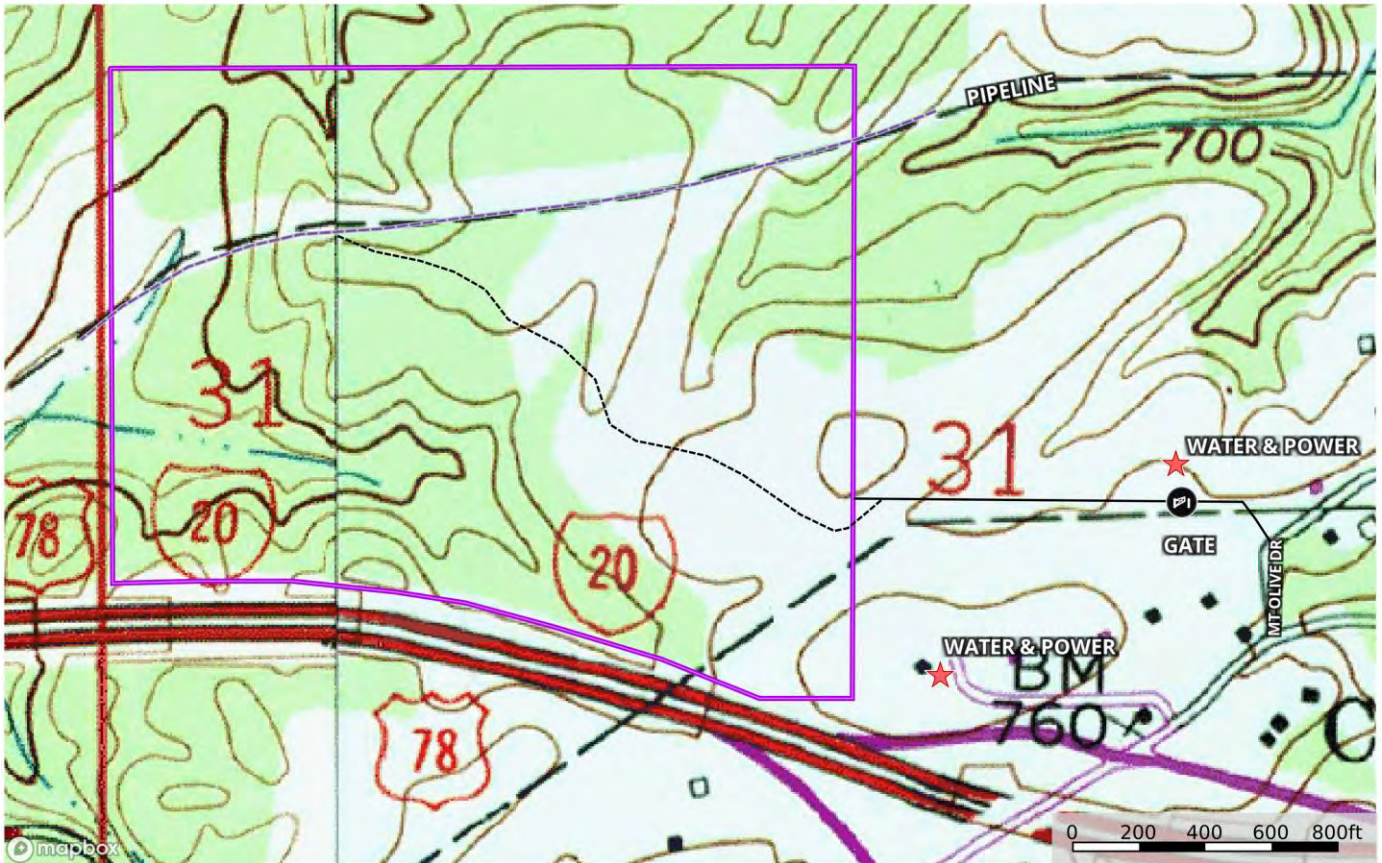 PIPELINE
700
31
31
WATER & POWER
78
20
20
GATE
MT OLIVE DR
WATER & POWER
BM
760
78
C
mapbox
0 200 400 600 800ft